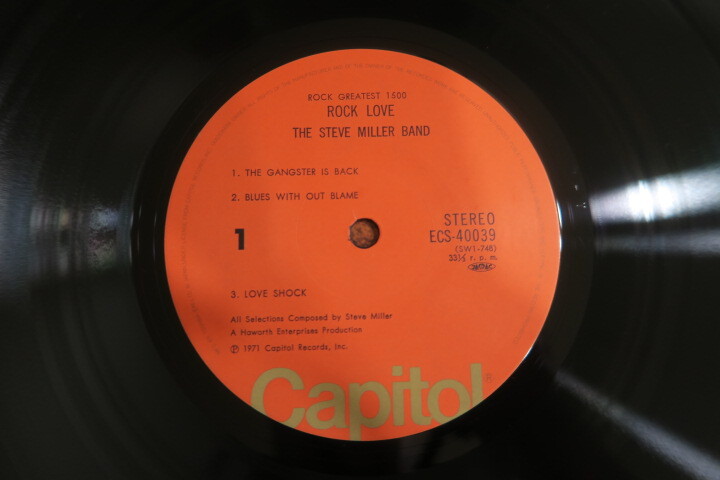 ROCK GREATEST 1500
ROCK LOVE
THE STEVE MILLER BAND
1. THE GANGSTER IS BACK
2. BLUES WITH OUT BLAME
1
STEREO
ECS-40039
(SW1-748)
33⅓ r. p. m.
3. LOVE SHOCK
All Selections Composed by Steve Miller
A Haworth Enterprises Production
℗ 1971 Capitol Records, Inc.
Capitol®